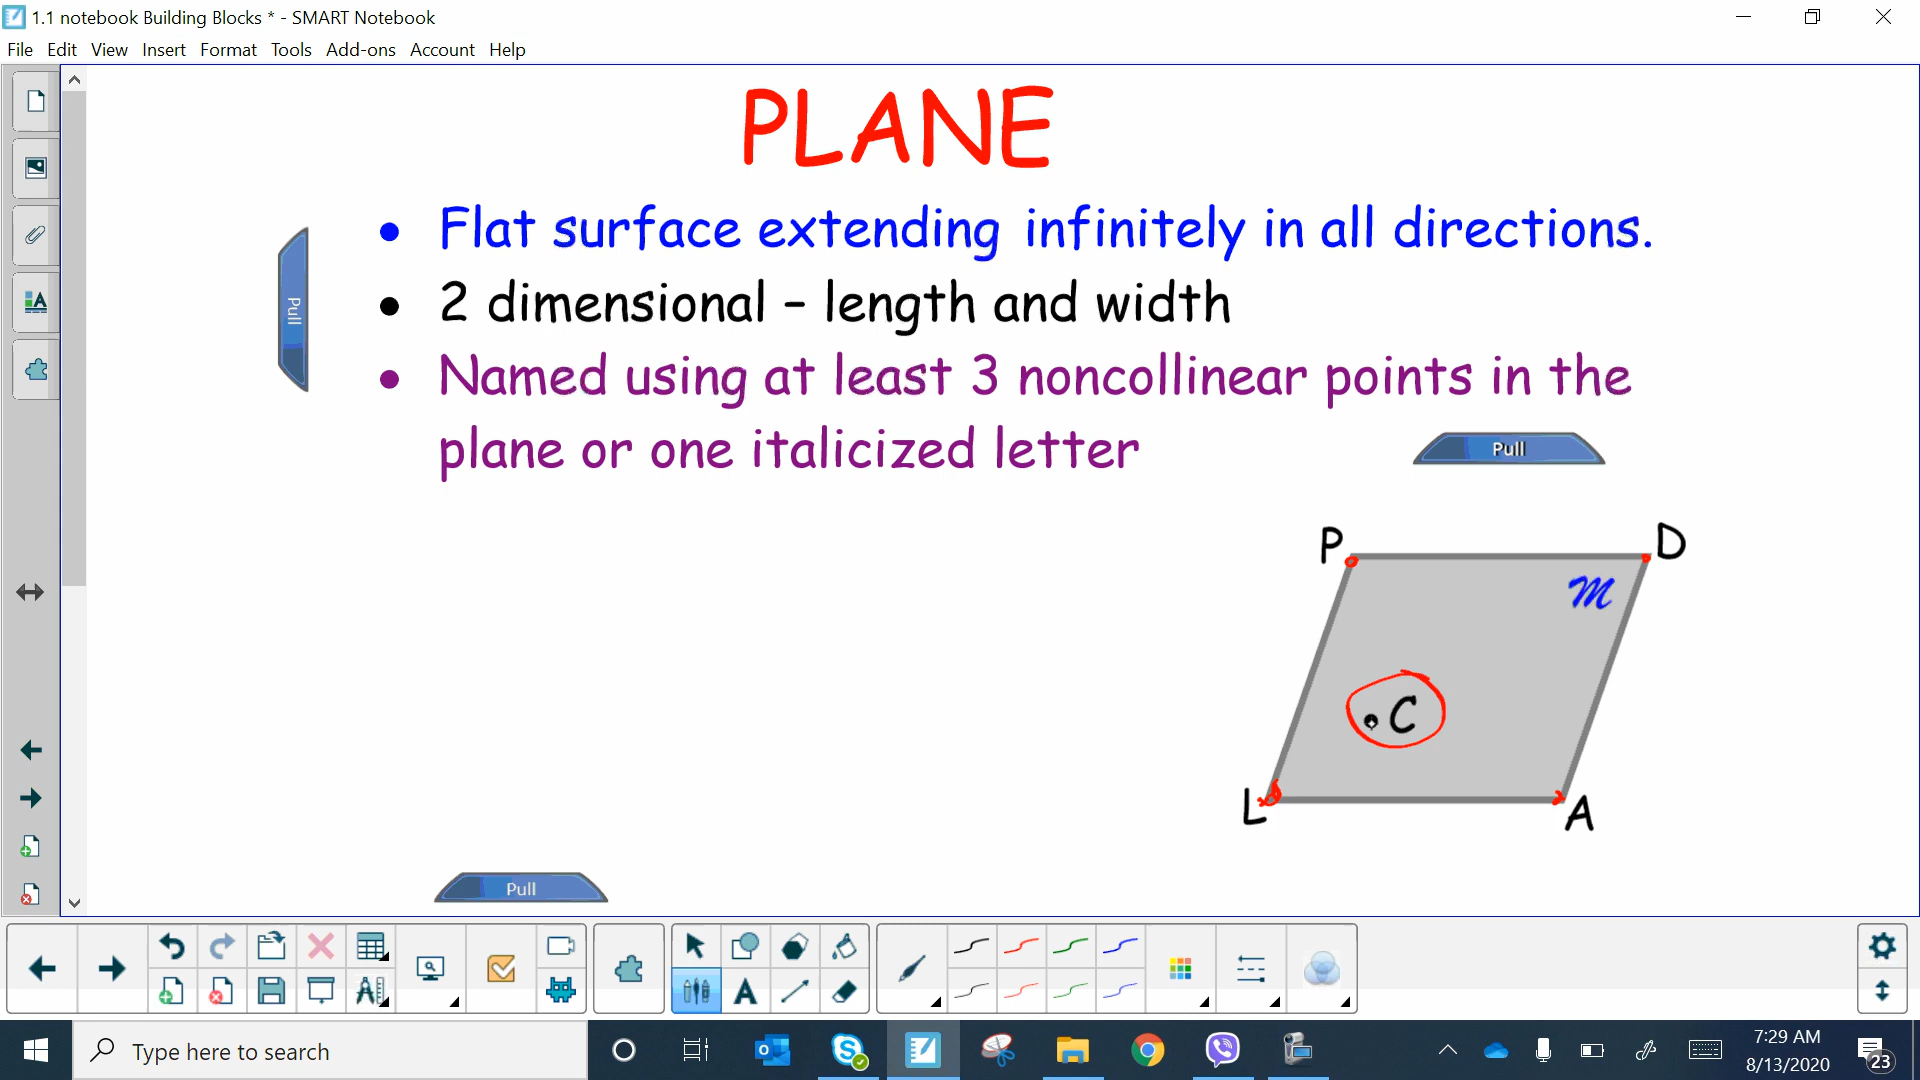 1.1 notebook Building Blocks * - SMART Notebook
File Edit View Insert Format Tools Add-ons Account Help
PLANE
• Flat surface extending infinitely in all directions.
• 2 dimensional – length and width
• Named using at least 3 noncollinear points in the
plane or one italicized letter
Pull
Pull
P
D
m
C
L
A
Pull
Type here to search
7:29 AM
8/13/2020
23